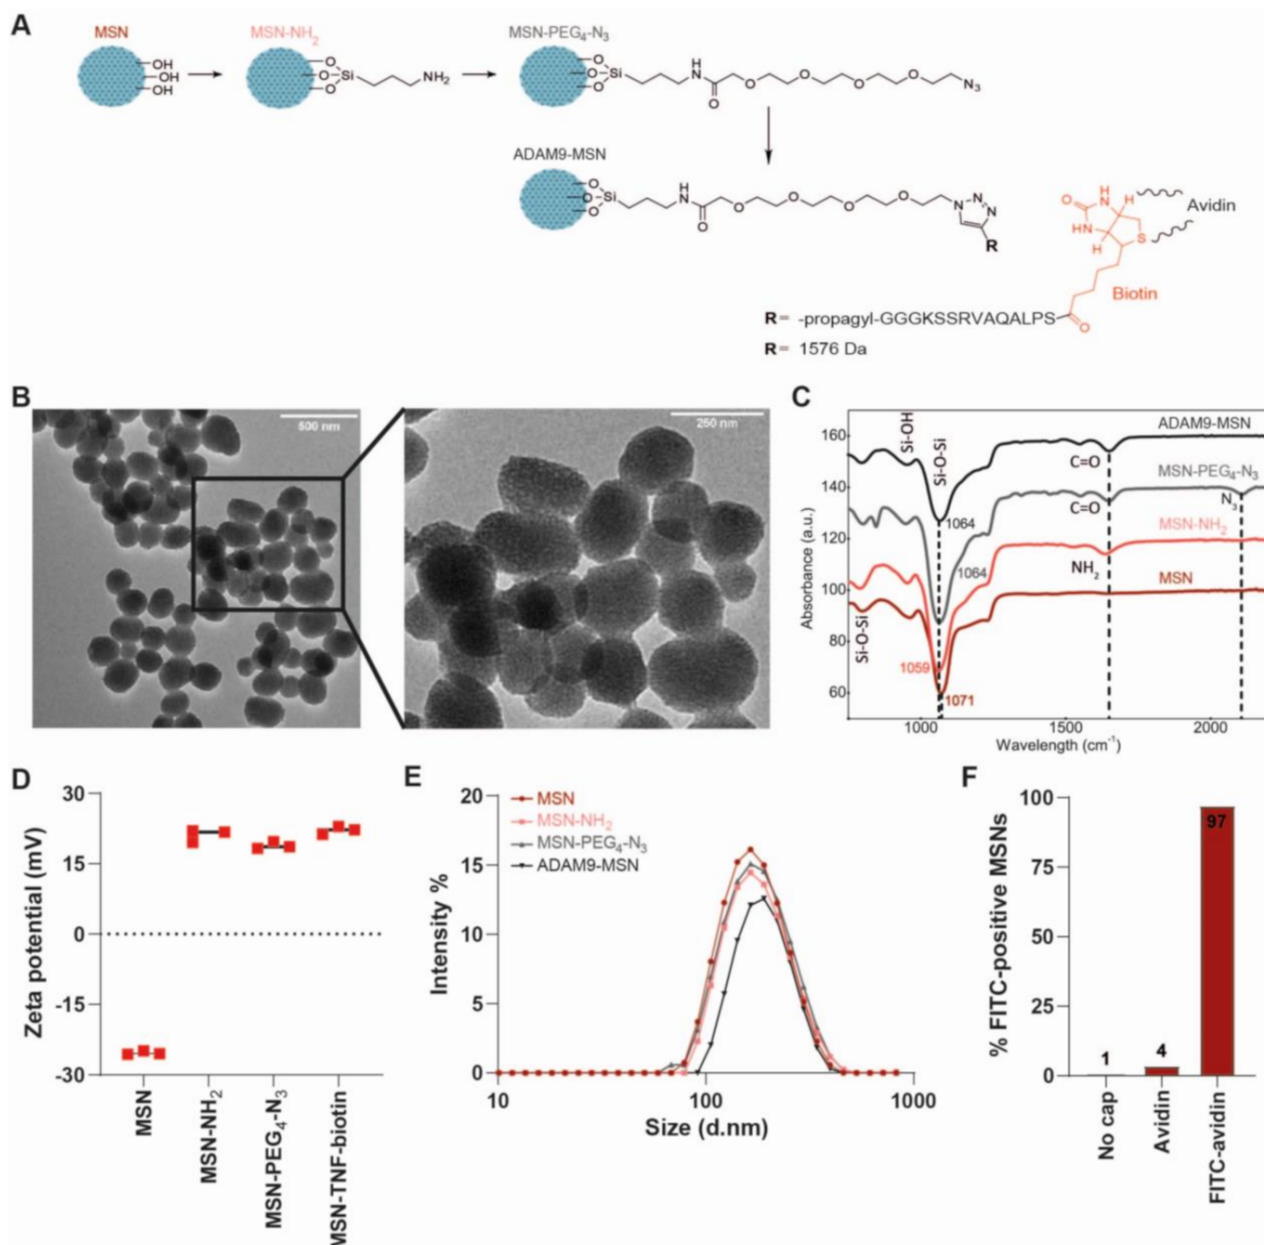 A
MSN
OH
OH
OH
MSN-NH₂
O
O
O
Si
NH₂
MSN-PEG₄-N₃
O
O
O
Si
H
N
O
O
O
O
O
N₃
ADAM9-MSN
O
O
O
Si
H
N
O
O
O
O
O
N
N
N
R
O
H
N
HN
H
H
S
Avidin
Biotin
O
R= -propagyl-GGGKSSRVAQALPS
R= 1576 Da
B
500 nm
250 nm
C
Absorbance (a.u.)
160
140
120
100
80
60
Si-OH
Si-O-Si
Si-O-Si
ADAM9-MSN
C=O
MSN-PEG₄-N₃
N₃
C=O
1064
MSN-NH₂
1064
NH₂
MSN
1059
1071
1000
1500
2000
Wavelength (cm⁻¹)
D
Zeta potential (mV)
30
15
0
-15
-30
MSN
MSN-NH₂
MSN-PEG₄-N₃
MSN-TNF-biotin
E
Intensity %
20
15
10
5
0
MSN
MSN-NH₂
MSN-PEG₄-N₃
ADAM9-MSN
10
100
1000
Size (d.nm)
F
% FITC-positive MSNs
100
75
50
25
0
1
4
97
No cap
Avidin
FITC-avidin